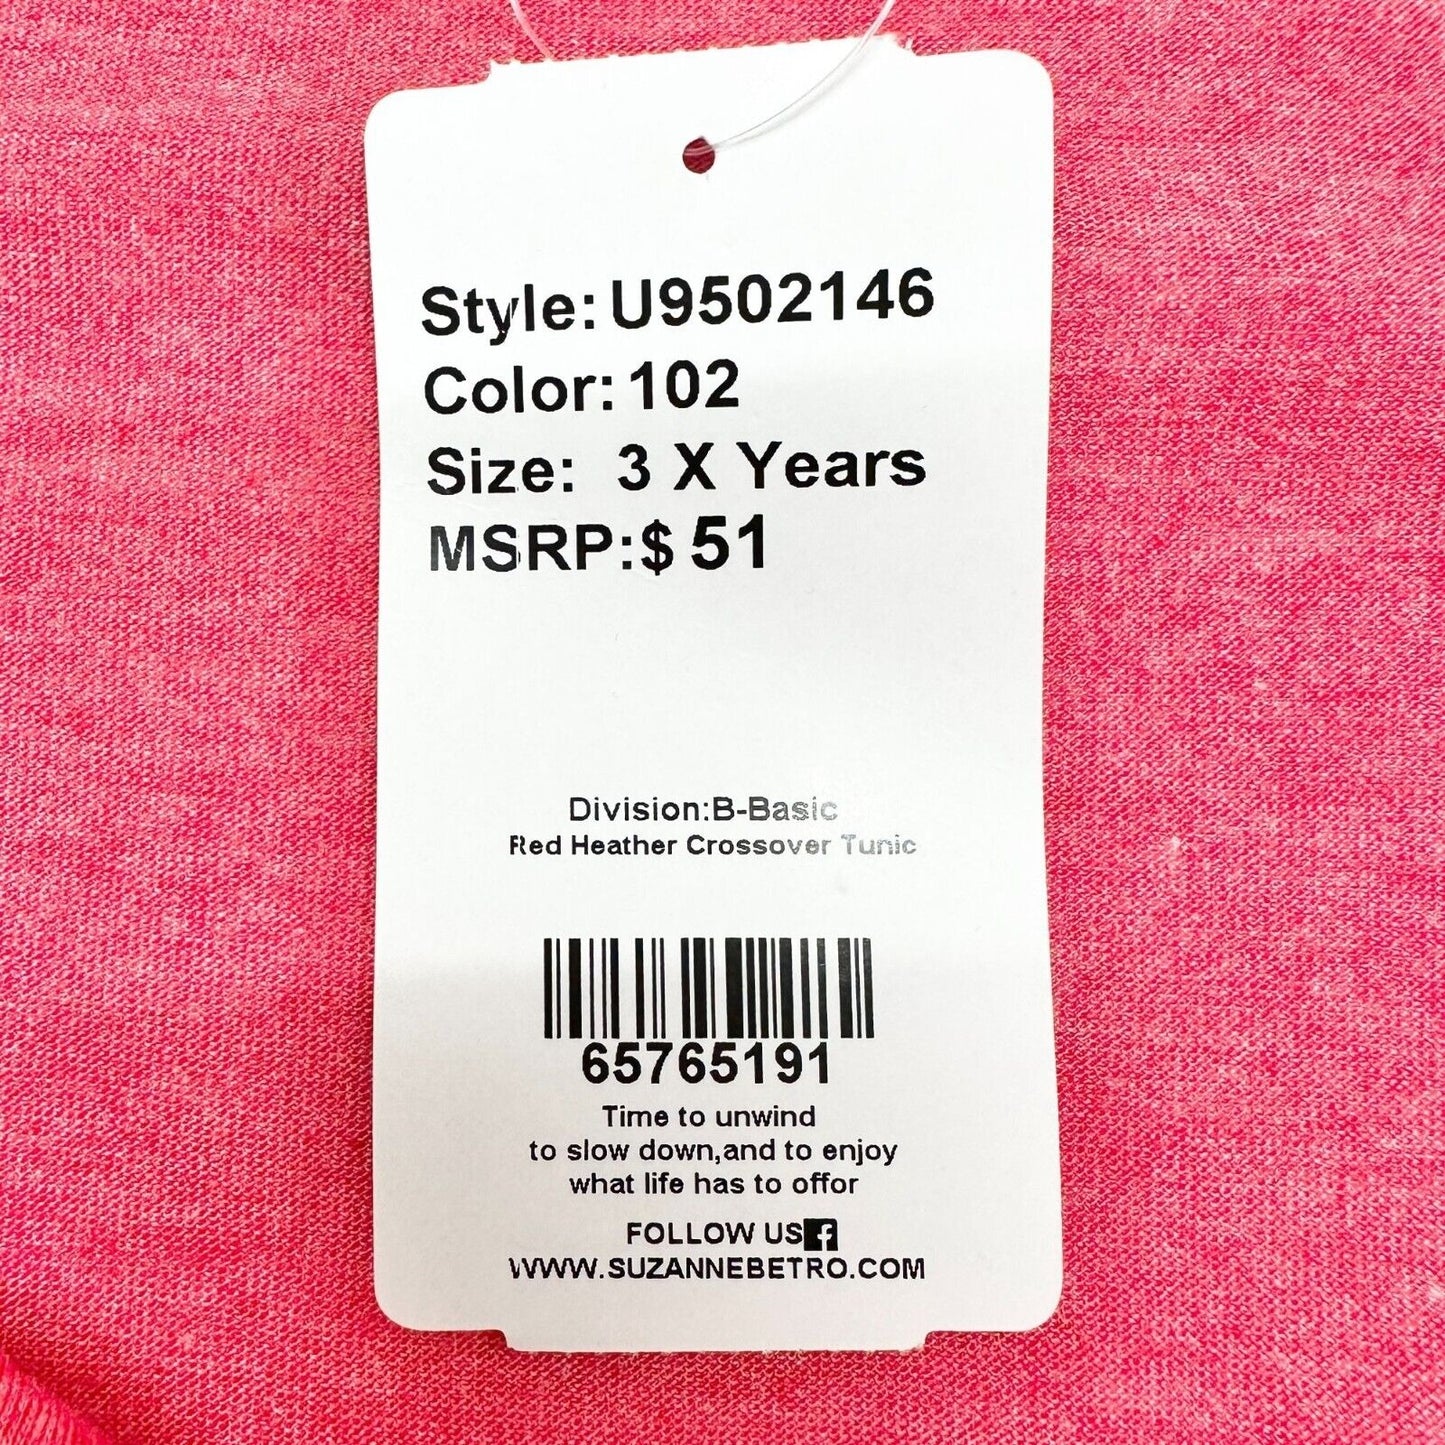 Style: U9502146
Color: 102
Size: 3 X Years
MSRP:$ 51
Division:B-Basic
Red Heather Crossover Tunic
65765191
Time to unwind
to slow down,and to enjoy
what life has to offor
FOLLOW US f
WWW.SUZANNEBETRO.COM